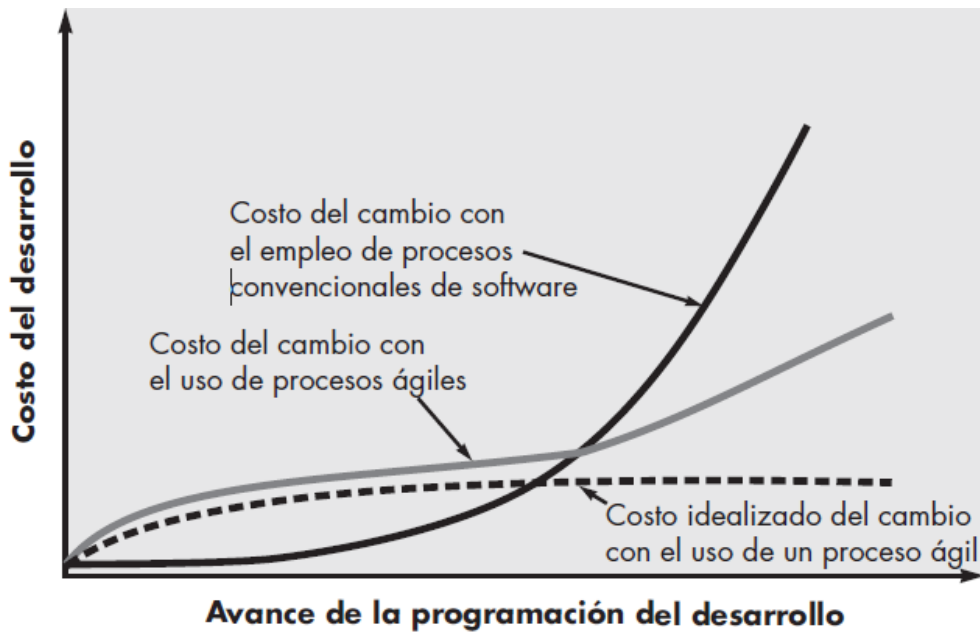 Costo del desarrollo
Costo del cambio con
el empleo de procesos
convencionales de software
Costo del cambio con
el uso de procesos ágiles
Costo idealizado del cambio
con el uso de un proceso ágil
Avance de la programación del desarrollo